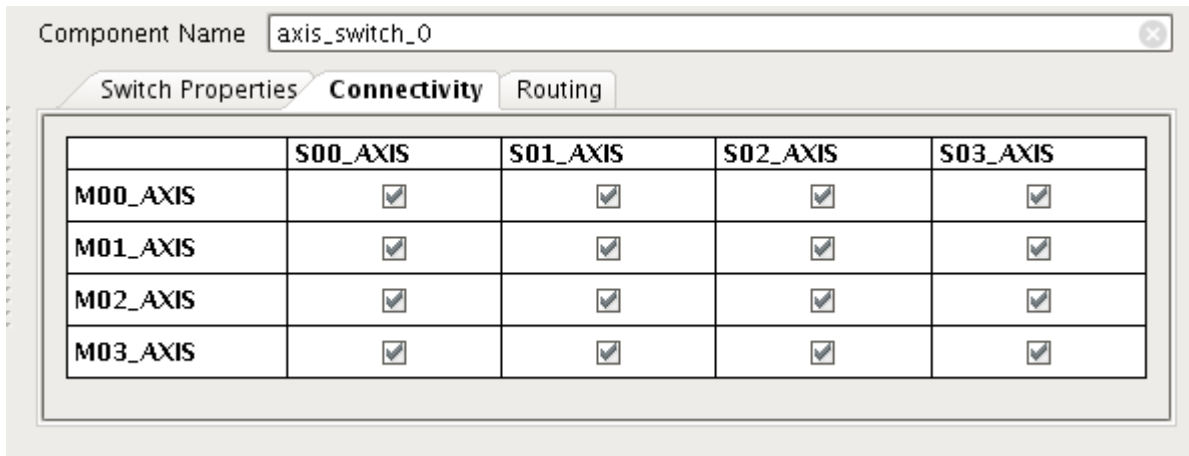 Component Name axis_switch_0
Switch Properties Connectivity Routing
S00_AXIS S01_AXIS S02_AXIS S03_AXIS
M00_AXIS
M01_AXIS
M02_AXIS
M03_AXIS